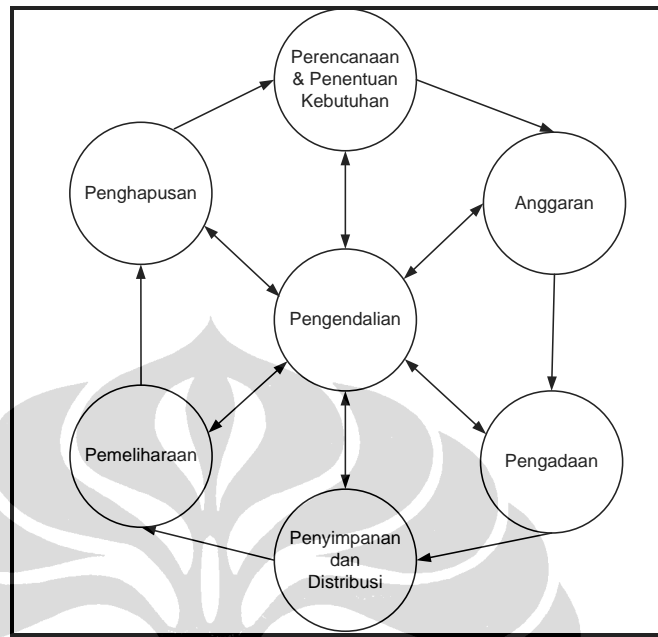 Perencanaan
& Penentuan
Kebutuhan
Penghapusan
Anggaran
Pengendalian
Pemeliharaan
Pengadaan
Penyimpanan
dan
Distribusi